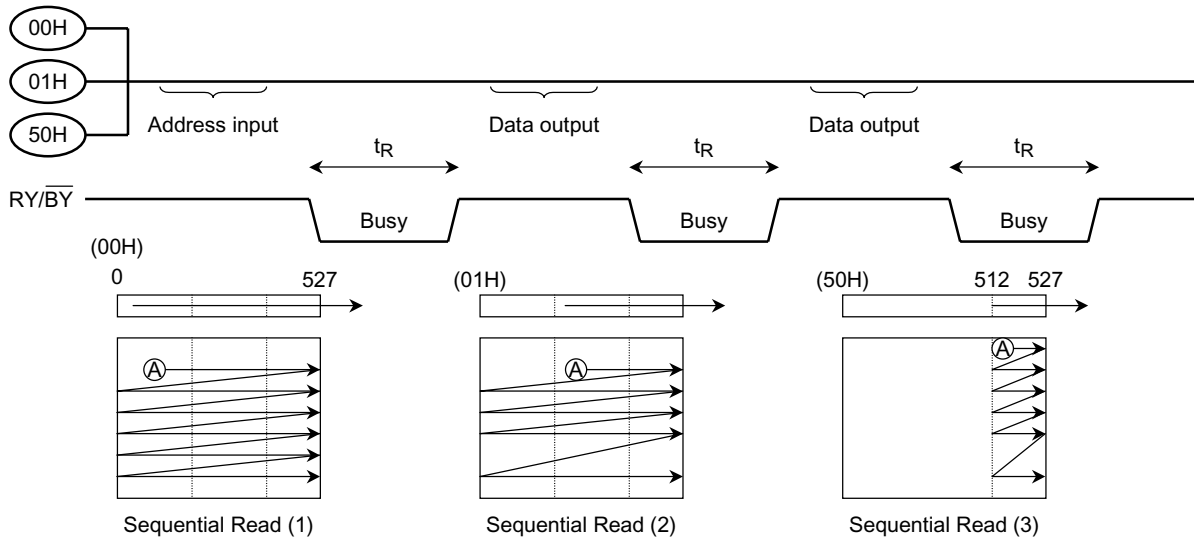 00H
01H
50H
Address input
Data output
Data output
tR
tR
tR
RY/B̅Y̅
Busy
Busy
Busy
(00H)
0
527
(01H)
(50H)
512
527
A
A
A
Sequential Read (1)
Sequential Read (2)
Sequential Read (3)